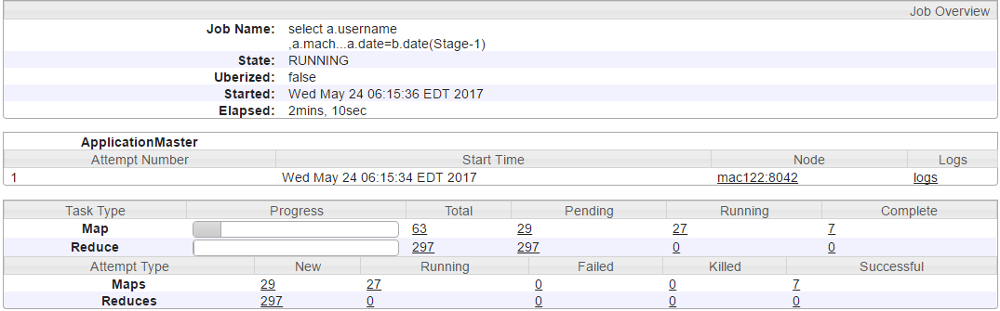 Job Overview
Job Name: select a.username
,a.mach...a.date=b.date(Stage-1)
State: RUNNING
Uberized: false
Started: Wed May 24 06:15:36 EDT 2017
Elapsed: 2mins, 10sec
ApplicationMaster
Attempt Number Start Time Node Logs
1 Wed May 24 06:15:34 EDT 2017 mac122:8042 logs
Task Type Progress Total Pending Running Complete
Map 63 29 27 7
Reduce 297 297 0 0
Attempt Type New Running Failed Killed Successful
Maps 29 27 0 0 7
Reduces 297 0 0 0 0